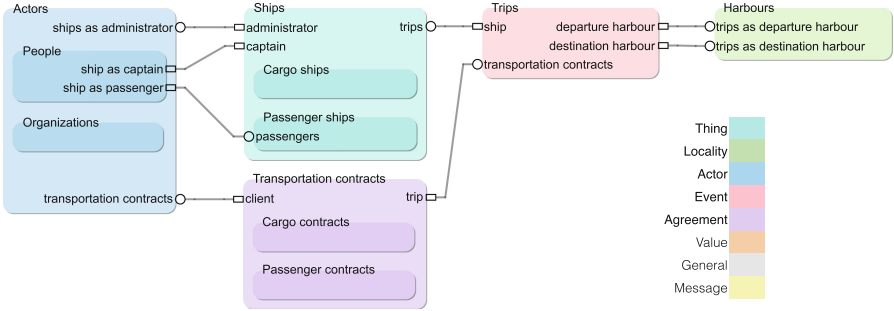 Actors
ships as administrator
People
ship as captain
ship as passenger
Organizations
transportation contracts
Ships
administrator
trips
captain
Cargo ships
Passenger ships
passengers
Transportation contracts
client
trip
Cargo contracts
Passenger contracts
Trips
ship
departure harbour
destination harbour
transportation contracts
Harbours
trips as departure harbour
trips as destination harbour
Thing
Locality
Actor
Event
Agreement
Value
General
Message